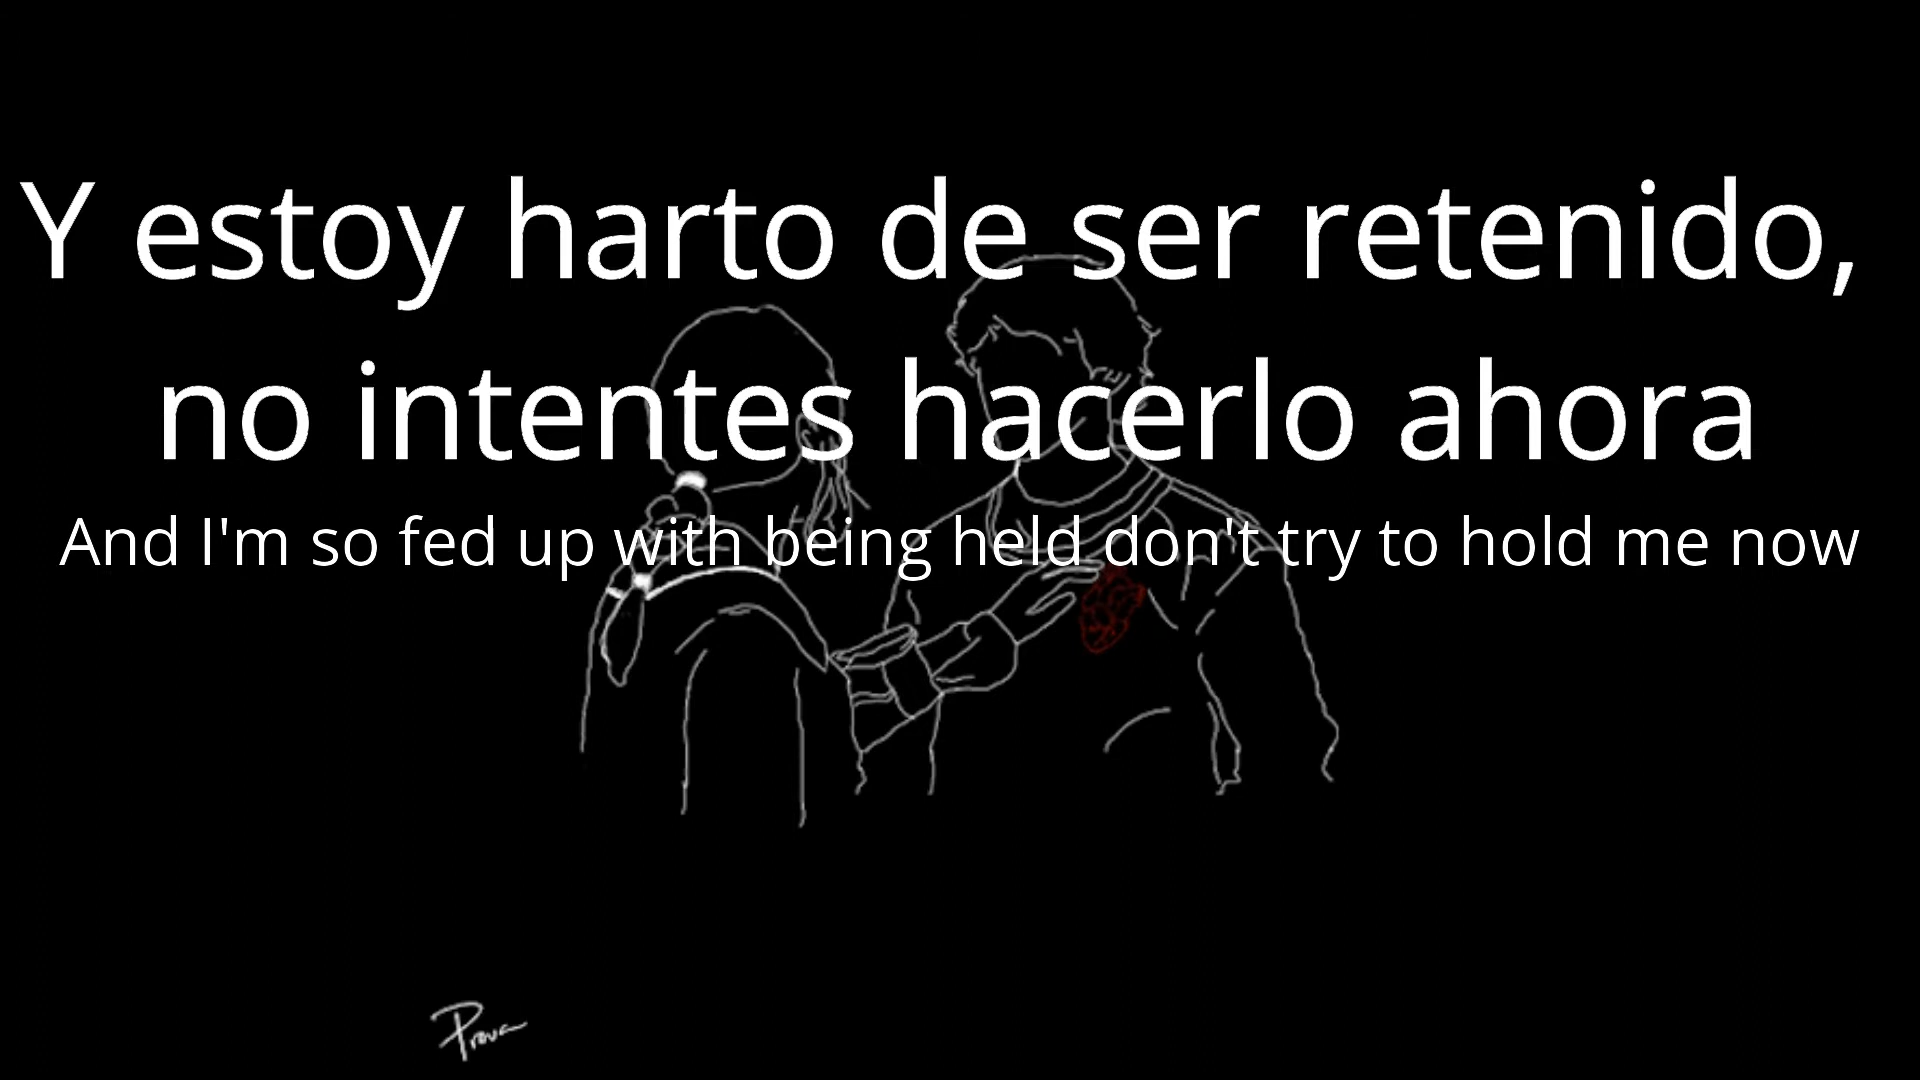 Y estoy harto de ser retenido,
no intentes hacerlo ahora
And I'm so fed up with being held don't try to hold me now
Prova